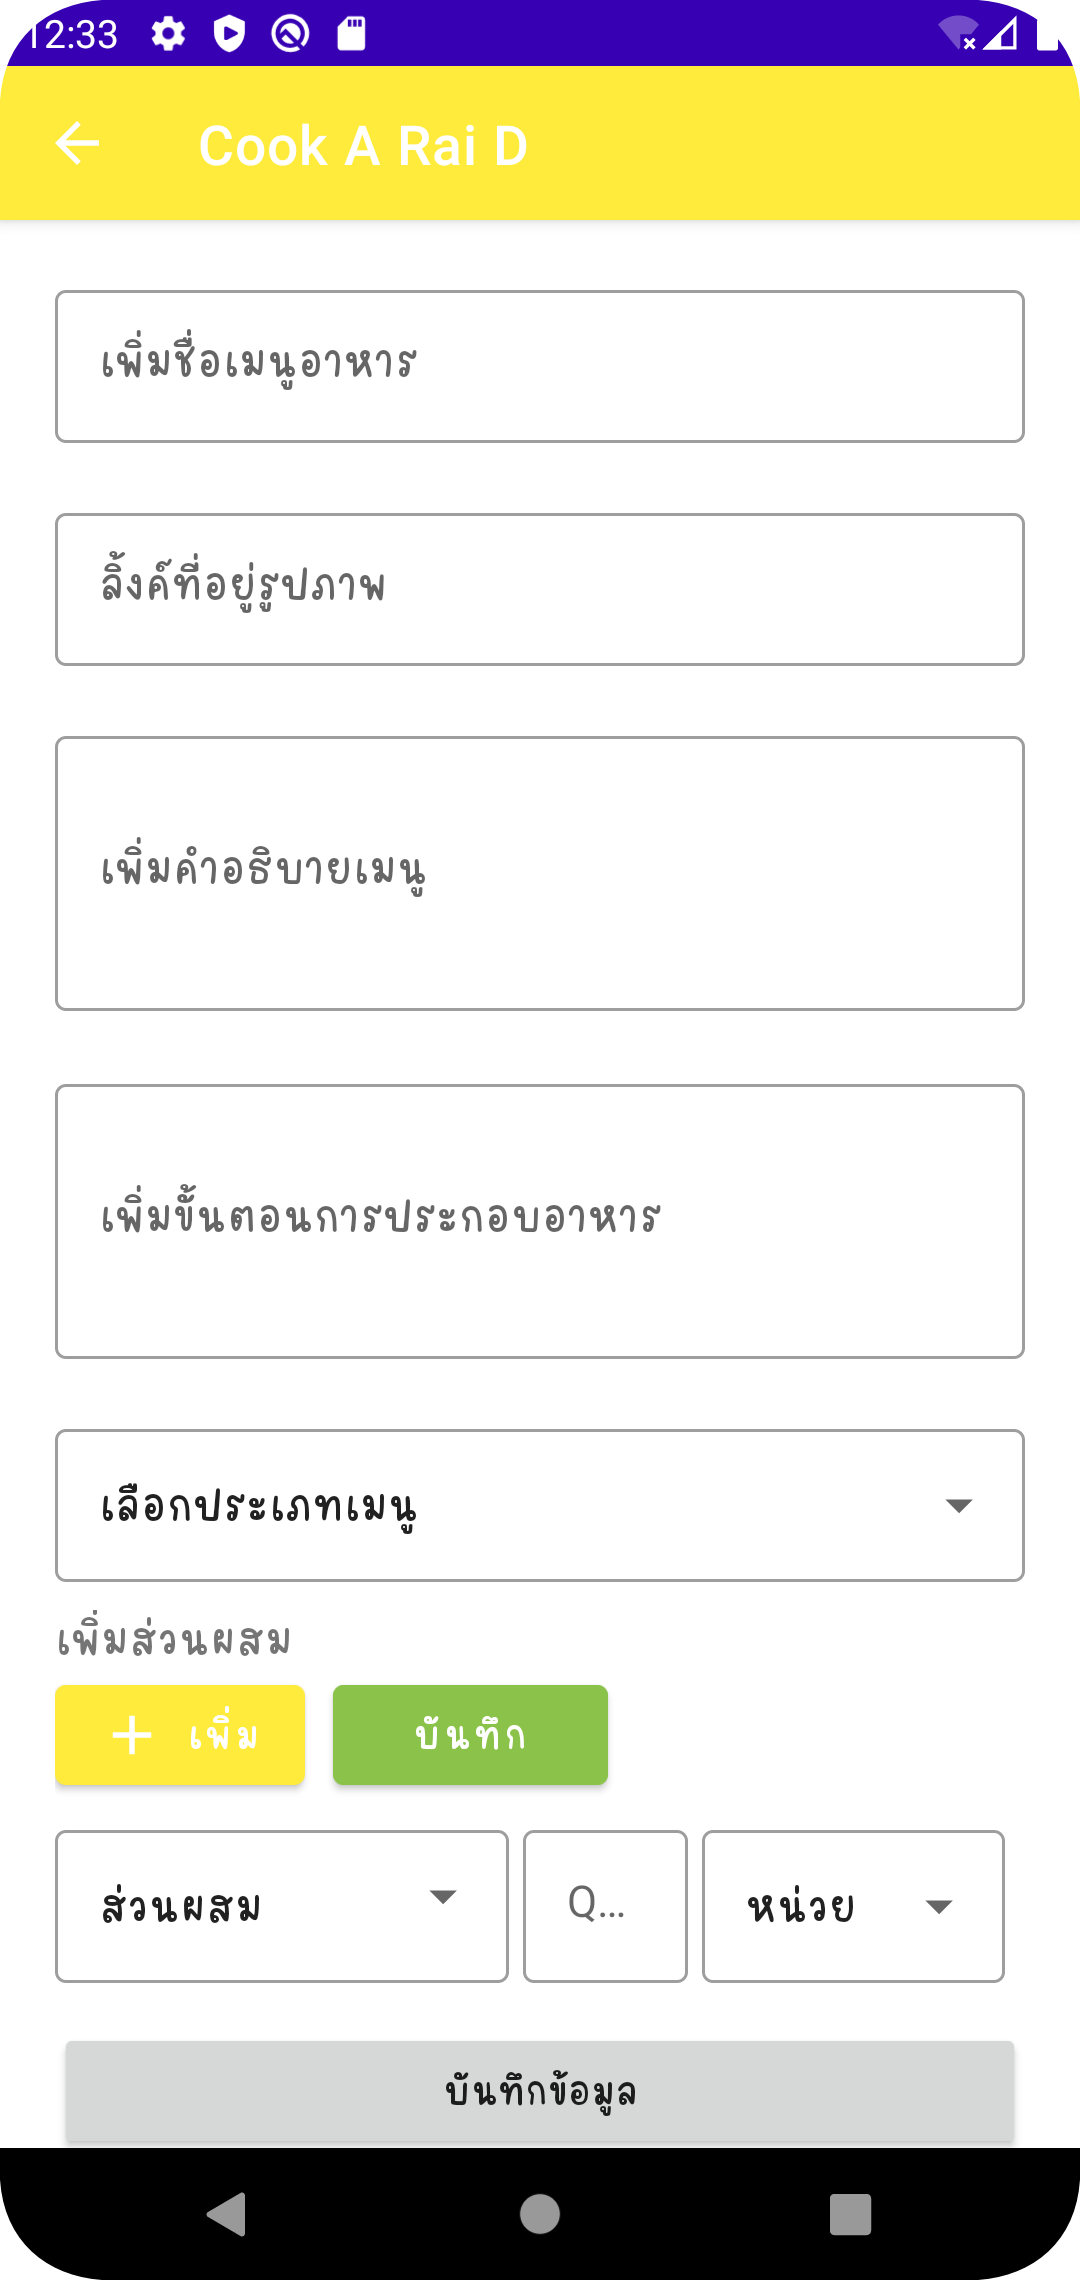 12:33
Cook A Rai D
เพิ่มชื่อเมนูอาหาร
ลิ้งค์ที่อยู่รูปภาพ
เพิ่มคำอธิบายเมนู
เพิ่มขั้นตอนการประกอบอาหาร
เลือกประเภทเมนู
เพิ่มส่วนผสม
เพิ่ม บันทึก
ส่วนผสม Q... หน่วย
บันทึกข้อมูล